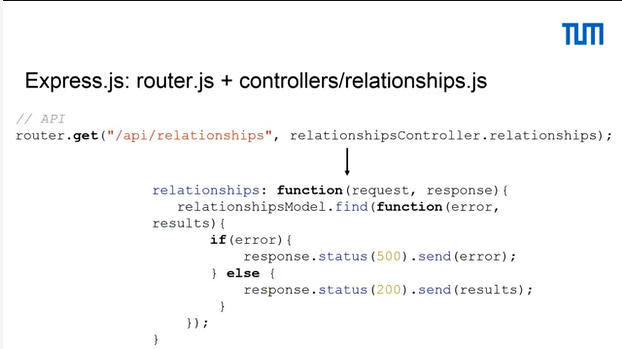 TUM
Express.js: router.js + controllers/relationships.js
// API
router.get("/api/relationships", relationshipsController.relationships);
relationships: function(request, response){
relationshipsModel.find(function(error,
results){
if(error){
response.status(500).send(error);
} else {
response.status(200).send(results);
}
});
}